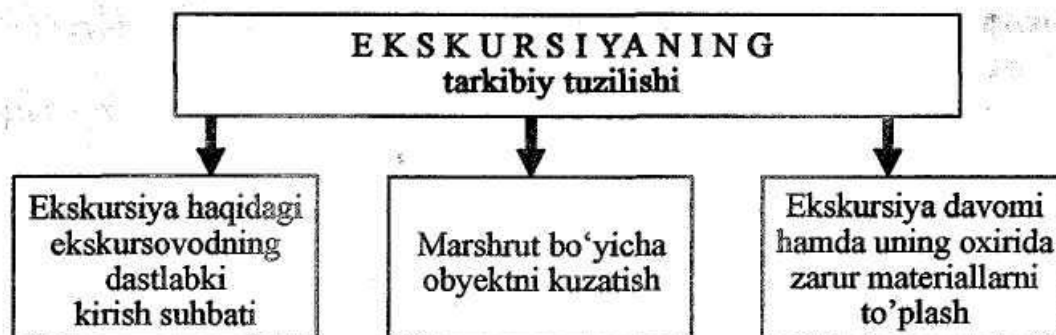 EKSKURSIYANING
tarkibiy tuzilishi
Ekskursiya haqidagi
ekskursovodning
dastlabki
kirish suhbati
Marshrut bo‘yicha
obyektni kuzatish
Ekskursiya davomi
hamda uning oxirida
zarur materiallarni
to’plash